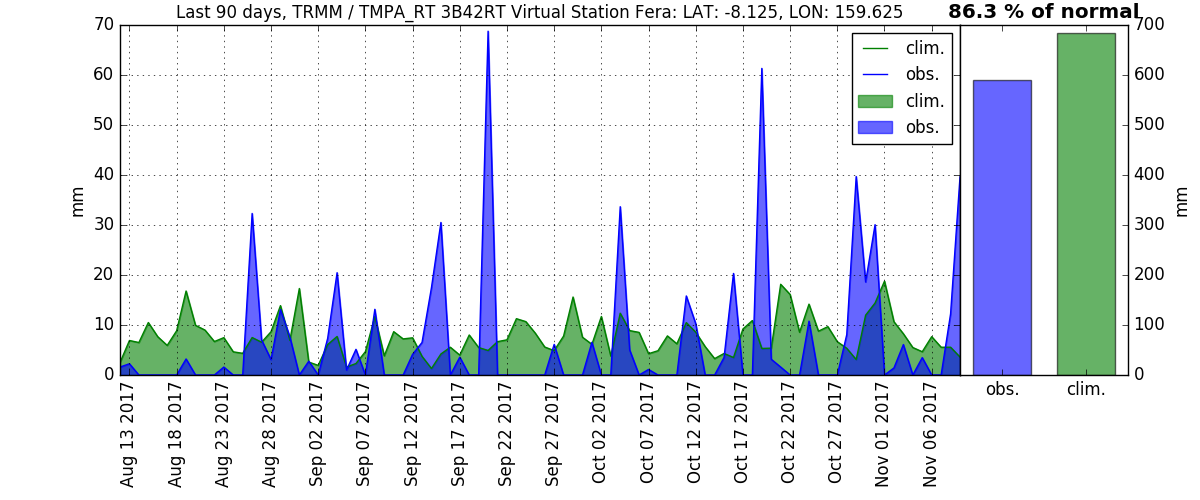 Last 90 days, TRMM / TMPA_RT 3B42RT Virtual Station Fera: LAT: -8.125, LON: 159.625
86.3 % of normal
70
60
50
40
30
20
10
0
mm
clim.
obs.
clim.
obs.
700
600
500
400
300
200
100
0
mm
obs.
clim.
Aug 13 2017
Aug 18 2017
Aug 23 2017
Aug 28 2017
Sep 02 2017
Sep 07 2017
Sep 12 2017
Sep 17 2017
Sep 22 2017
Sep 27 2017
Oct 02 2017
Oct 07 2017
Oct 12 2017
Oct 17 2017
Oct 22 2017
Oct 27 2017
Nov 01 2017
Nov 06 2017